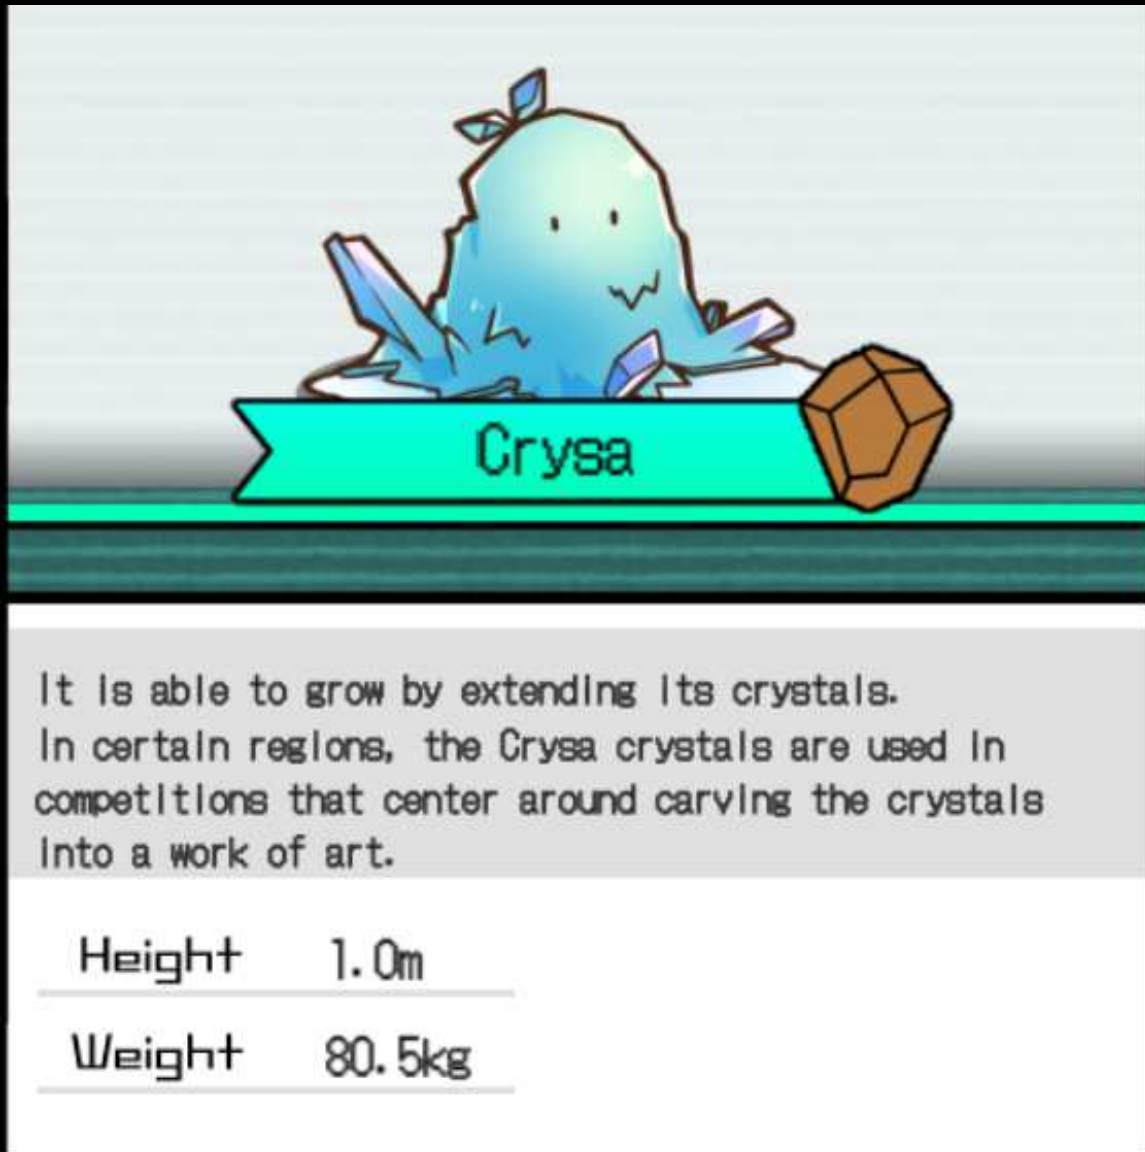 Crysa
It is able to grow by extending its crystals.
In certain regions, the Crysa crystals are used in
competitions that center around carving the crystals
into a work of art.
Height 1.0m
Weight 80.5kg